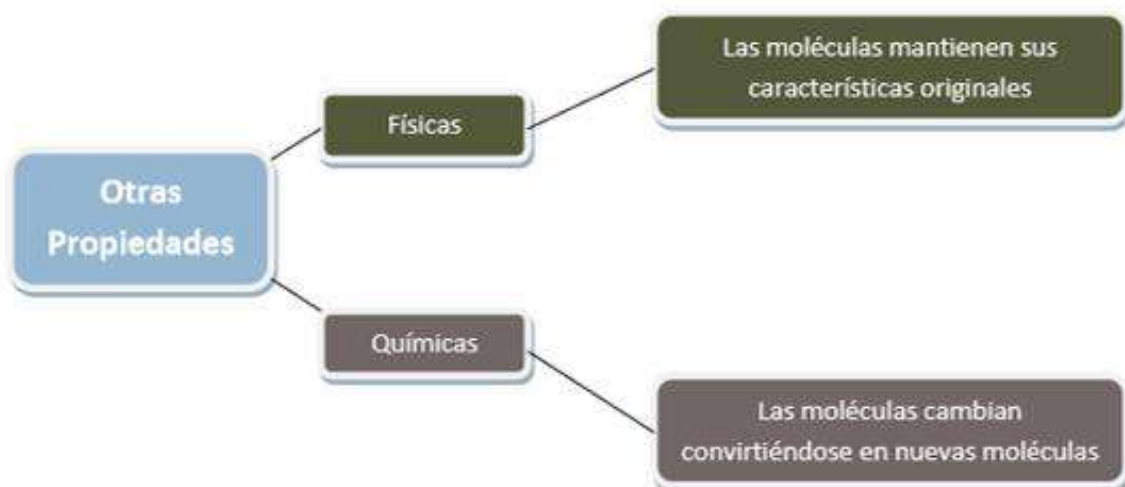 Otras
Propiedades
Físicas
Las moléculas mantienen sus
características originales
Químicas
Las moléculas cambian
convirtiéndose en nuevas moléculas